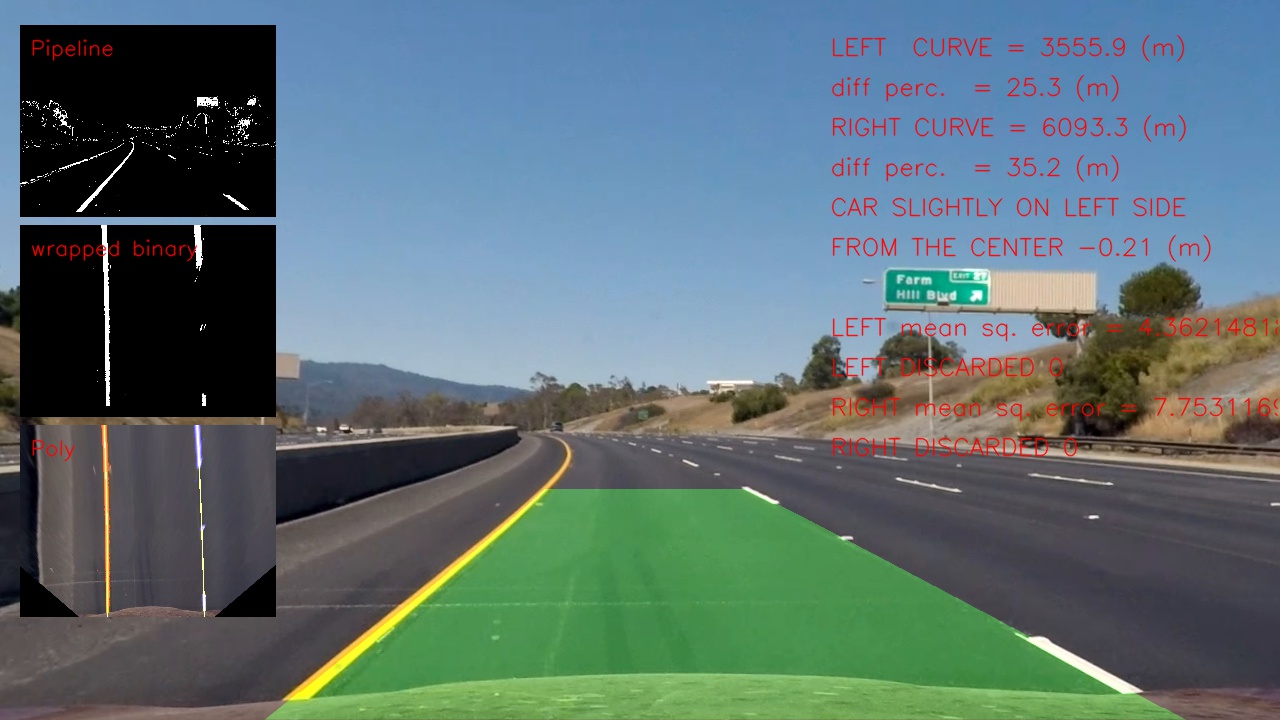 Pipeline
wrapped binary
Poly
LEFT  CURVE = 3555.9 (m)
diff perc.  = 25.3 (m)
RIGHT CURVE = 6093.3 (m)
diff perc.  = 35.2 (m)
CAR SLIGHTLY ON LEFT SIDE
FROM THE CENTER -0.21 (m)
EXIT 27
Farm
Hill Blvd
LEFT mean sq. error = 4.3621481
LEFT DISCARDED 0
RIGHT mean sq. error = 7.753116
RIGHT DISCARDED 0